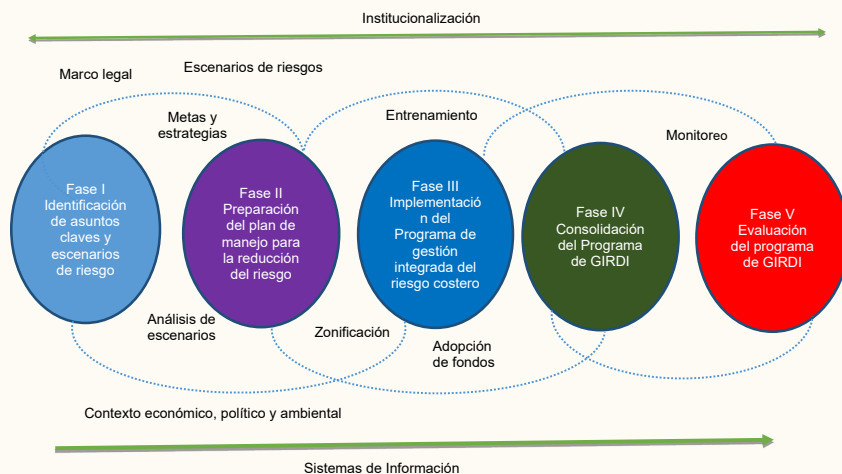 Institucionalización
Marco legal
Escenarios de riesgos
Metas y
estrategias
Entrenamiento
Monitoreo
Fase I
Identificación
de asuntos
claves y
escenarios
de riesgo
Fase II
Preparación
del plan de
manejo para
la reducción
del riesgo
Fase III
Implementació
n del
Programa de
gestión
integrada del
riesgo costero
Fase IV
Consolidación
del Programa
de GIRDI
Fase V
Evaluación
del programa
de GIRDI
Análisis de
escenarios
Zonificación
Adopción
de fondos
Contexto económico, político y ambiental
Sistemas de Información